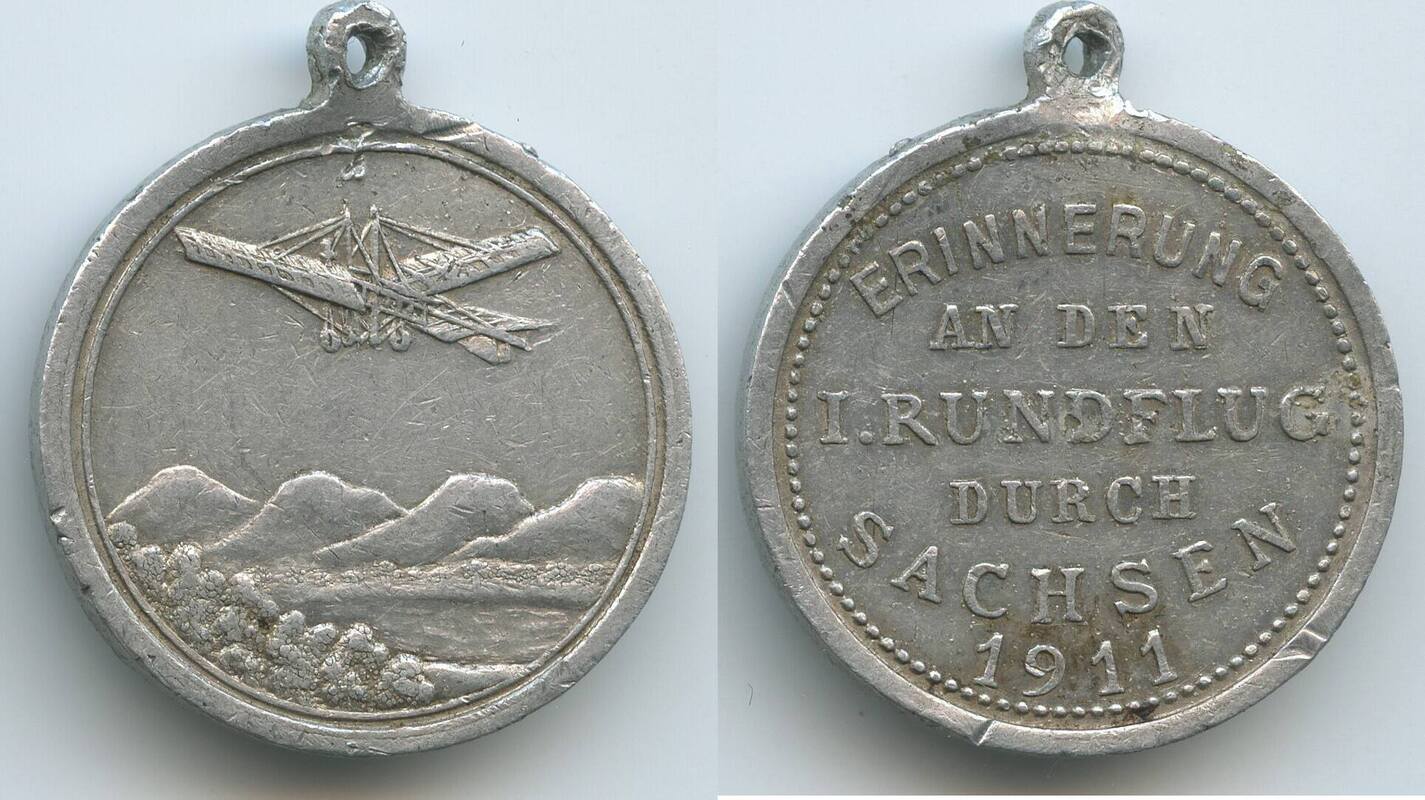 ERINNERUNG
AN DEN
I. RUNDFLUG
DURCH
SACHSEN
1911